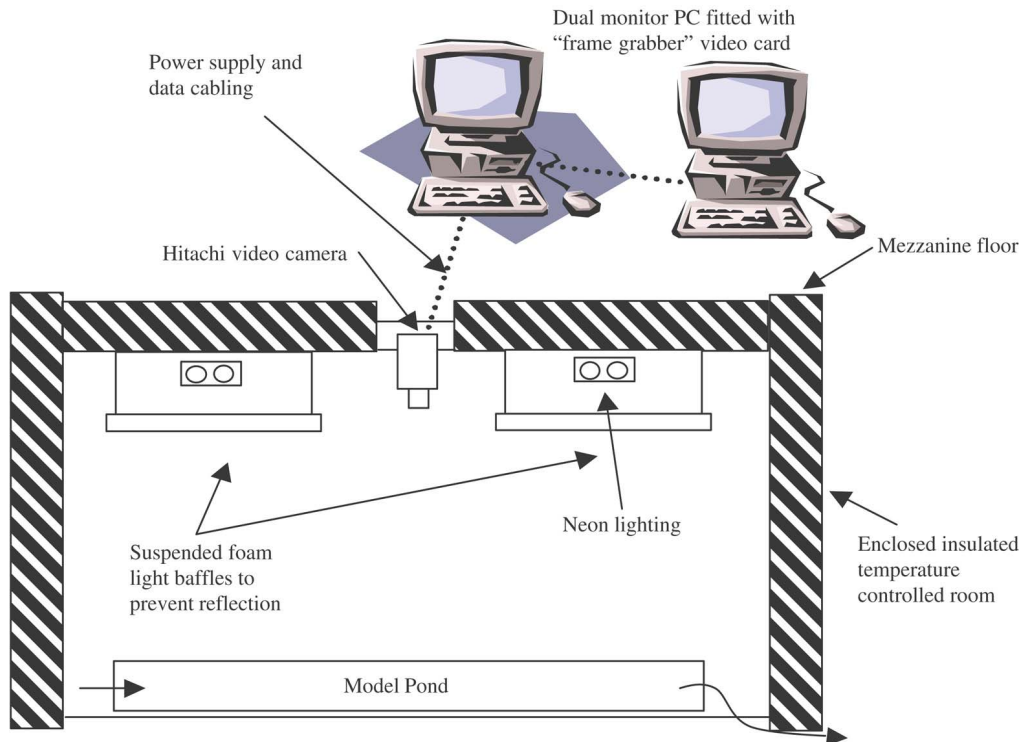 Dual monitor PC fitted with
“frame grabber” video card
Power supply and
data cabling
Hitachi video camera
Mezzanine floor
Neon lighting
Suspended foam
light baffles to
prevent reflection
Enclosed insulated
temperature
controlled room
Model Pond